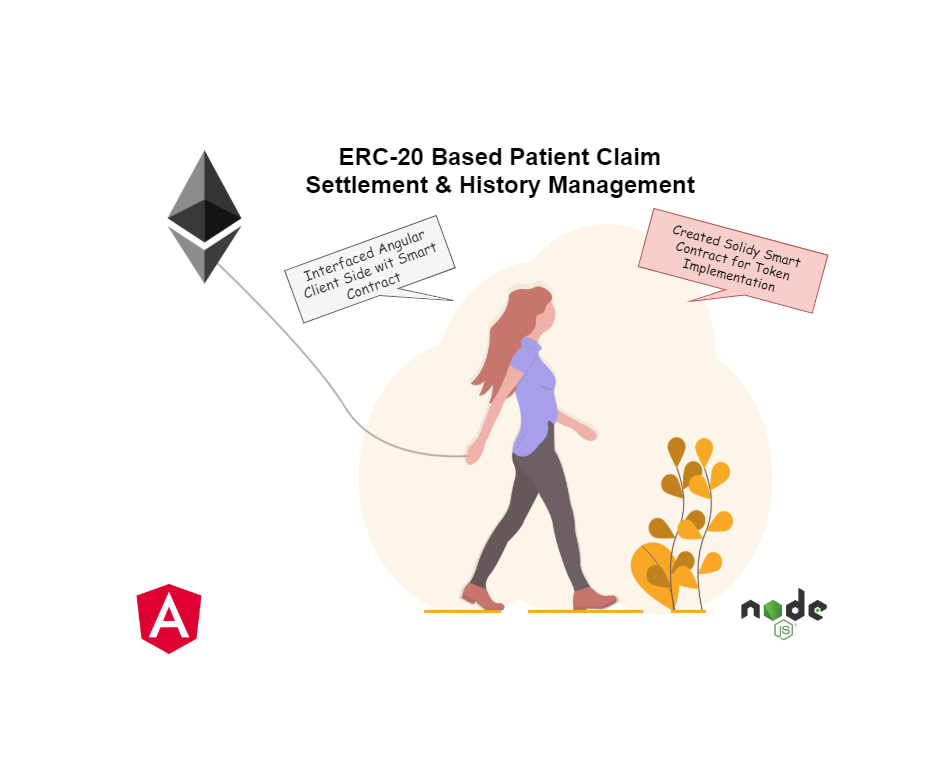 ERC-20 Based Patient Claim
Settlement & History Management
Interfaced Angular
Client Side wit Smart
Contract
Created Solidy Smart
Contract for Token
Implementation
A
node
JS